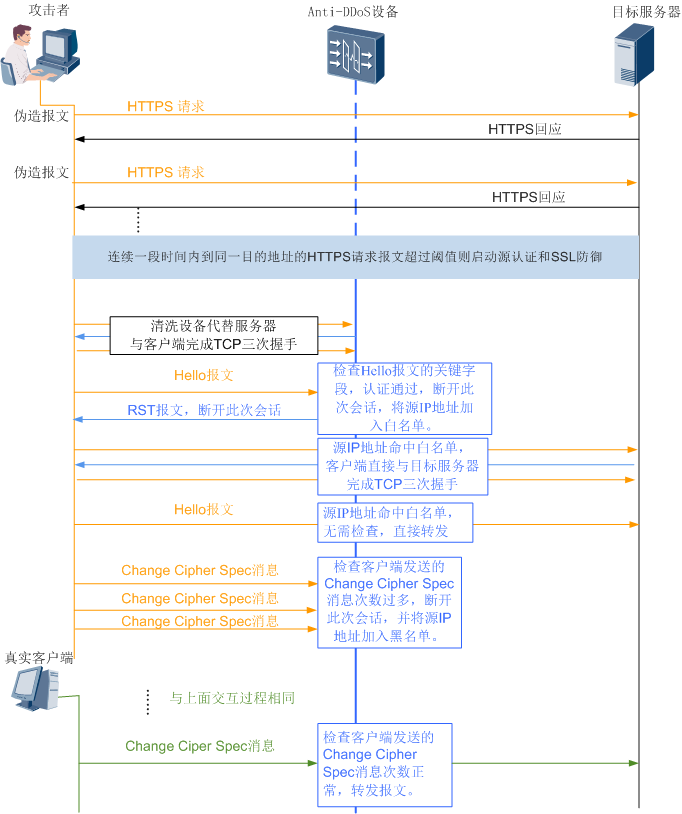 攻击者
Anti-DDoS设备
目标服务器
伪造报文
HTTPS 请求
HTTPS回应
伪造报文
HTTPS 请求
HTTPS回应
连续一段时间内到同一目的地址的HTTPS请求报文超过阈值则启动源认证和SSL防御
清洗设备代替服务器
与客户端完成TCP三次握手
Hello报文
检查Hello报文的关键字
段，认证通过，断开此
次会话，将源IP地址加
入白名单。
RST报文，断开此次会话
源IP地址命中白名单，
客户端直接与目标服务器
完成TCP三次握手
Hello报文
源IP地址命中白名单，
无需检查，直接转发
Change Cipher Spec消息
Change Cipher Spec消息
Change Cipher Spec消息
检查客户端发送的
Change Cipher Spec
消息次数过多，断开
此次会话，并将源IP
地址加入黑名单。
真实客户端
与上面交互过程相同
Change Ciper Spec消息
检查客户端发送的
Change Cipher
Spec消息次数正
常，转发报文。